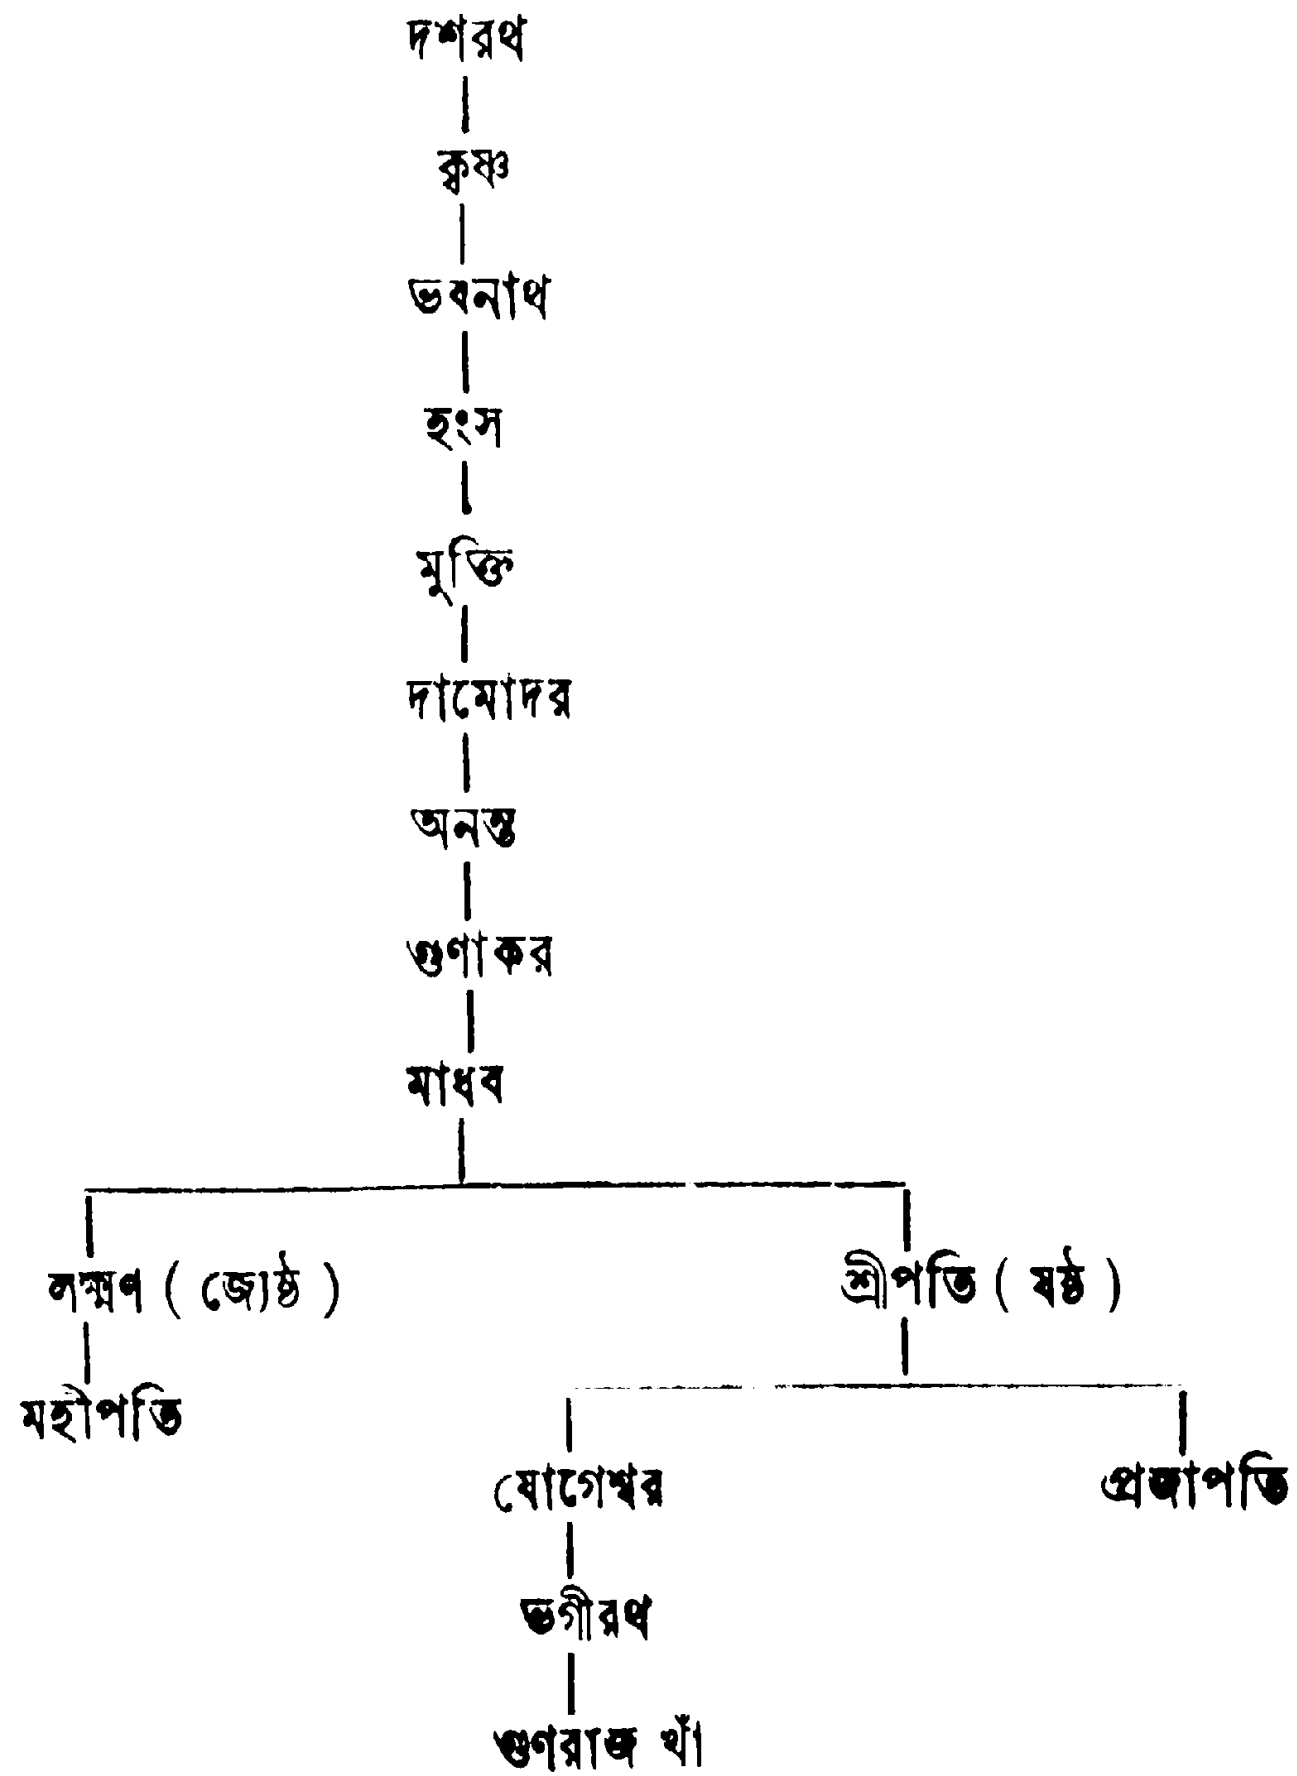 দশরথ
কৃষ্ণ
ভবনাথ
হংস
মুক্তি
দামোদর
অনন্ত
গুণাকর
মাধব
লক্ষ্মণ ( জ্যেষ্ঠ ) শ্রীপতি ( ষষ্ঠ )
মহীপতি
যোগেশ্বর প্রজাপতি
ভগীরথ
গুণরাজ খাঁ